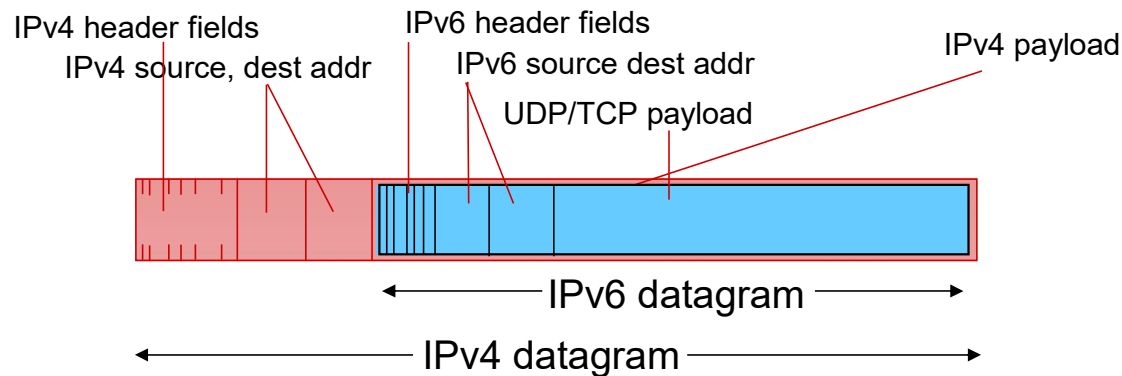 IPv4 header fields
IPv6 header fields
IPv4 payload
IPv4 source, dest addr
IPv6 source dest addr
UDP/TCP payload
IPv6 datagram
IPv4 datagram